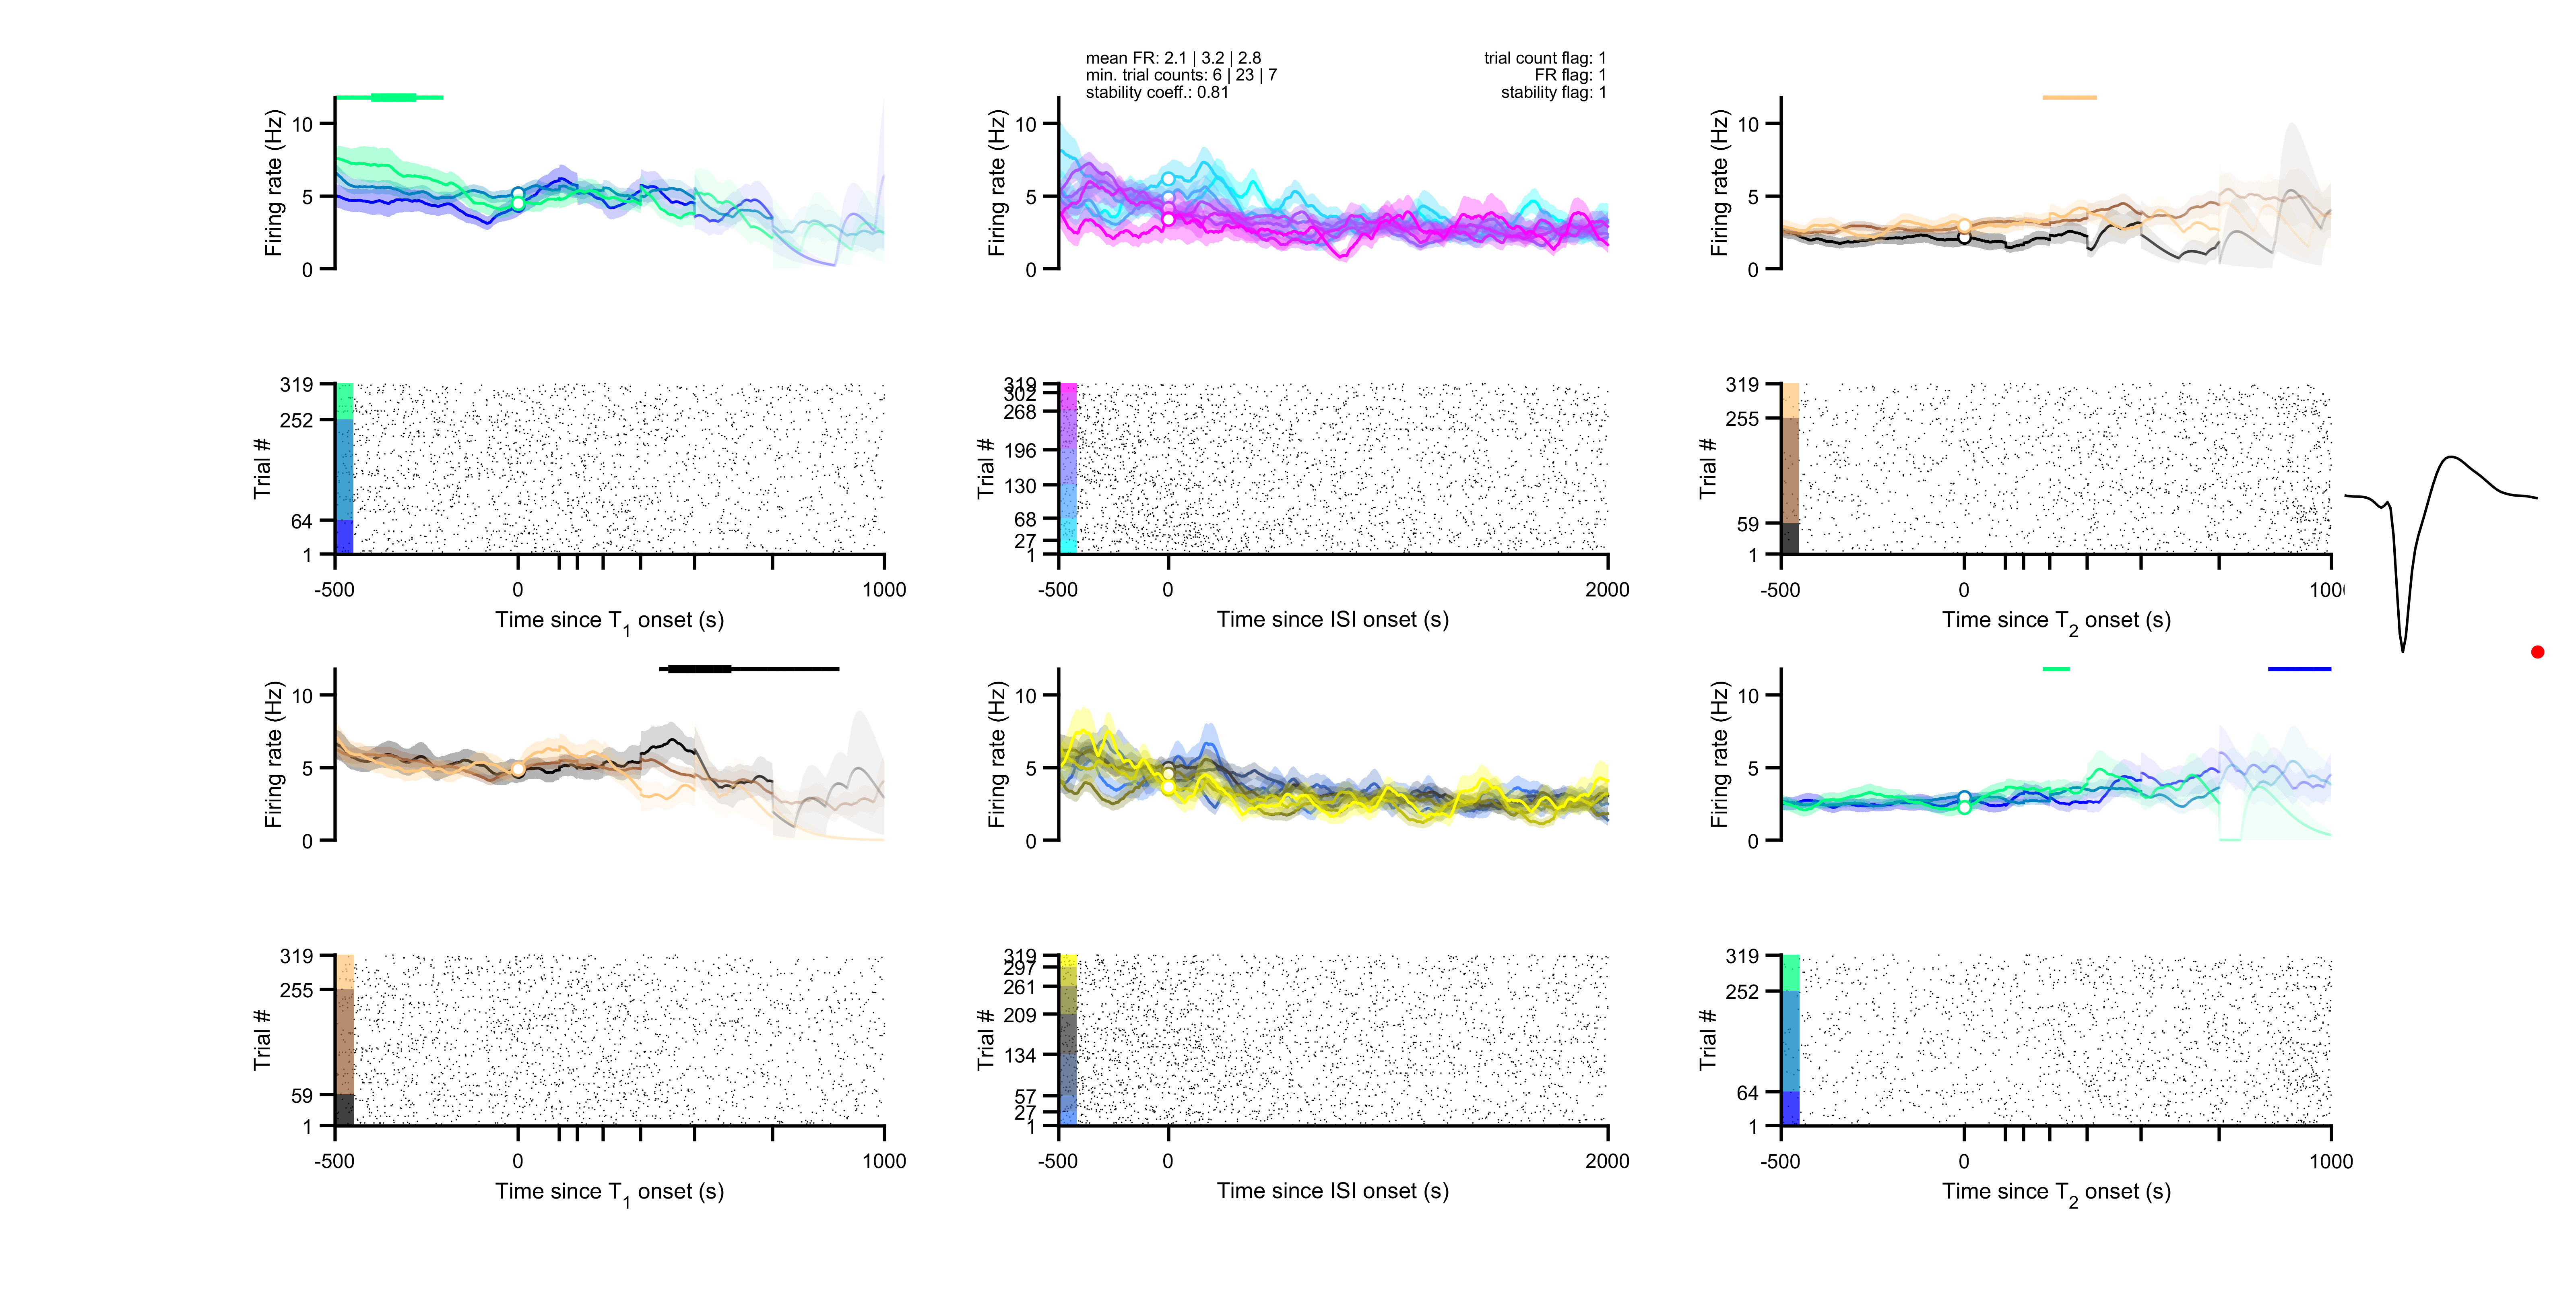 mean FR: 2.1 | 3.2 | 2.8
min. trial counts: 6 | 23 | 7
stability coeff.: 0.81
trial count flag: 1
FR flag: 1
stability flag: 1
Firing rate (Hz)
10
5
0
Firing rate (Hz)
10
5
0
Firing rate (Hz)
10
5
0
Trial #
319
252
64
1
-500
0
1000
Time since T1 onset (s)
Trial #
319
302
268
196
130
68
27
1
-500
0
2000
Time since ISI onset (s)
Trial #
319
255
59
1
-500
0
Time since T2 onset (s)
Firing rate (Hz)
10
5
0
Firing rate (Hz)
10
5
0
Firing rate (Hz)
10
5
0
Trial #
319
255
59
1
-500
0
1000
Time since T1 onset (s)
Trial #
319
297
261
209
134
57
27
1
-500
0
2000
Time since ISI onset (s)
Trial #
319
252
64
1
-500
0
1000
Time since T2 onset (s)